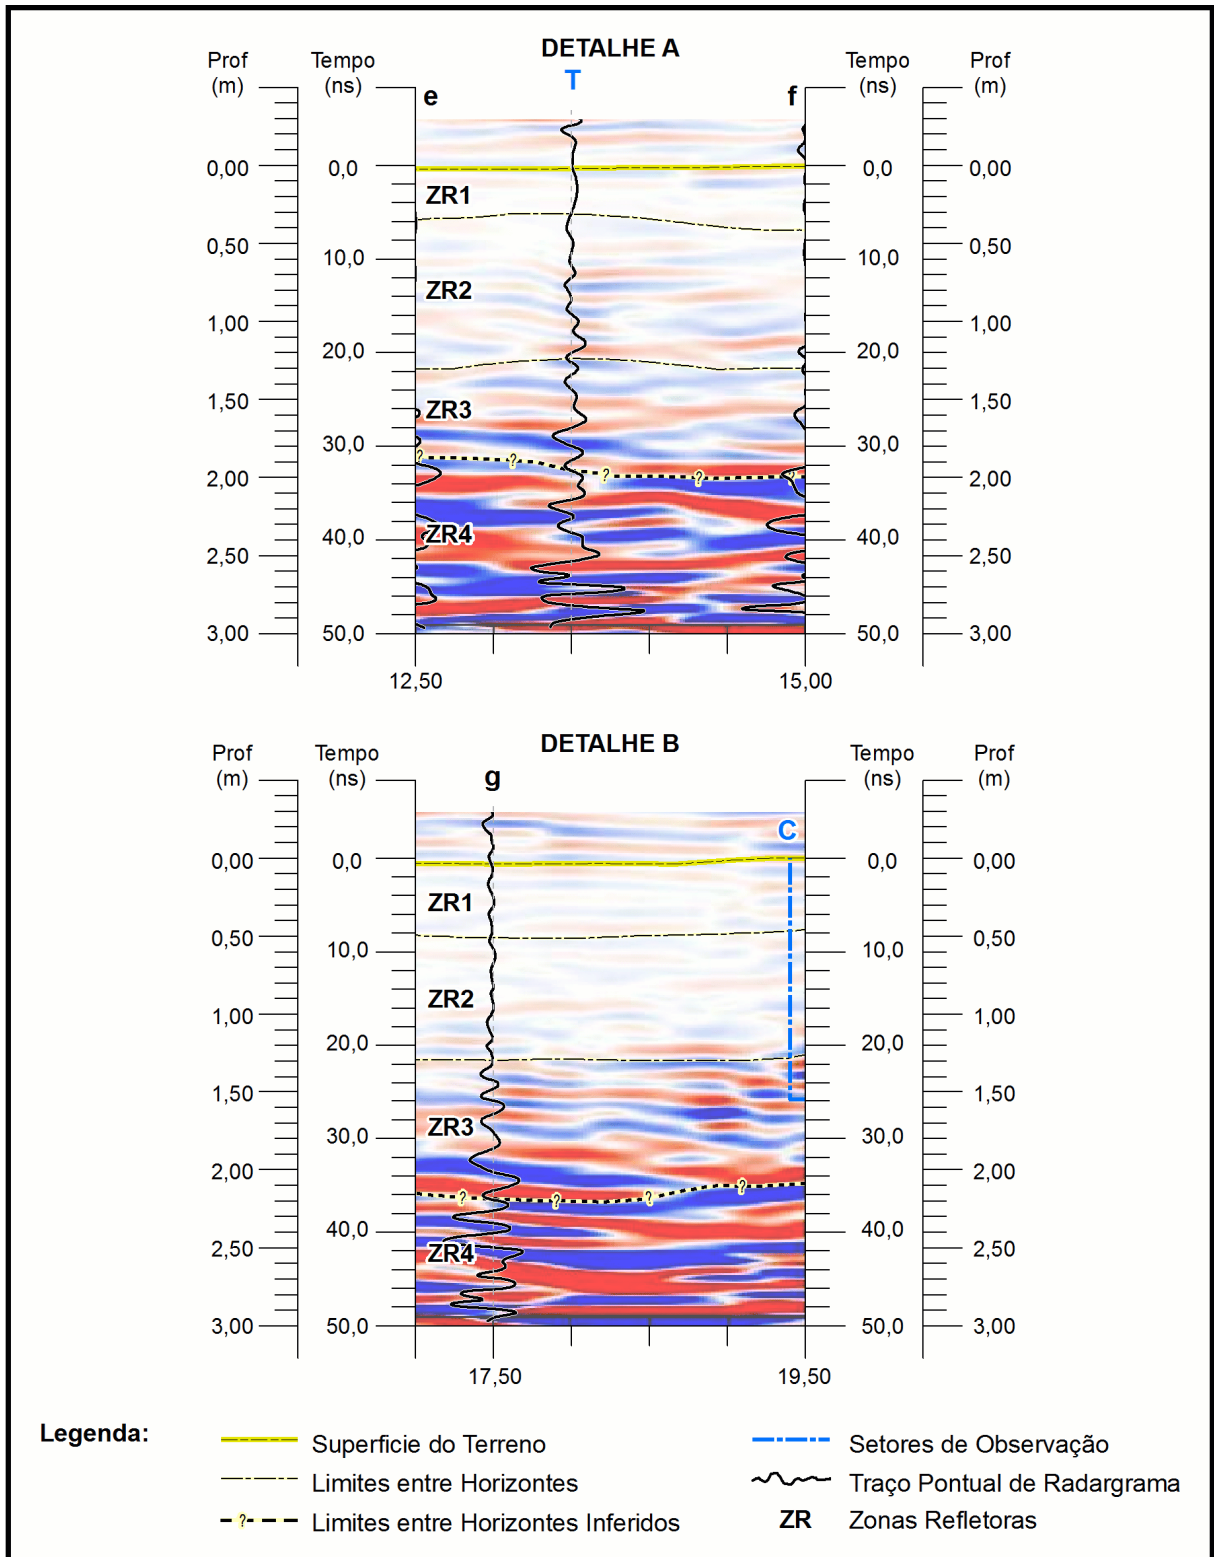 DETALHE A
Prof Tempo T Tempo Prof
(m) (ns) e f (ns) (m)
0,00 0,0 0,0 0,00
ZR1
0,50 0,50
10,0 10,0
ZR2
1,00 1,00
20,0 20,0
1,50 ZR3 1,50
30,0 30,0
? ? ? ? ?
2,00 2,00
40,0 ZR4 40,0
2,50 2,50
3,00 50,0 50,0 3,00
12,50 15,00
DETALHE B
Prof Tempo Tempo Prof
(m) (ns) g (ns) (m)
C
0,00 0,0 0,0 0,00
ZR1
0,50 10,0 10,0 0,50
ZR2
1,00 1,00
20,0 20,0
1,50 1,50
ZR3
30,0 30,0
2,00 2,00
? ? ? ?
40,0 40,0
2,50 ZR4 2,50
3,00 50,0 50,0 3,00
17,50 19,50
Legenda:
Superficie do Terreno Setores de Observação
Limites entre Horizontes Traço Pontual de Radargrama
? Limites entre Horizontes Inferidos ZR Zonas Refletoras